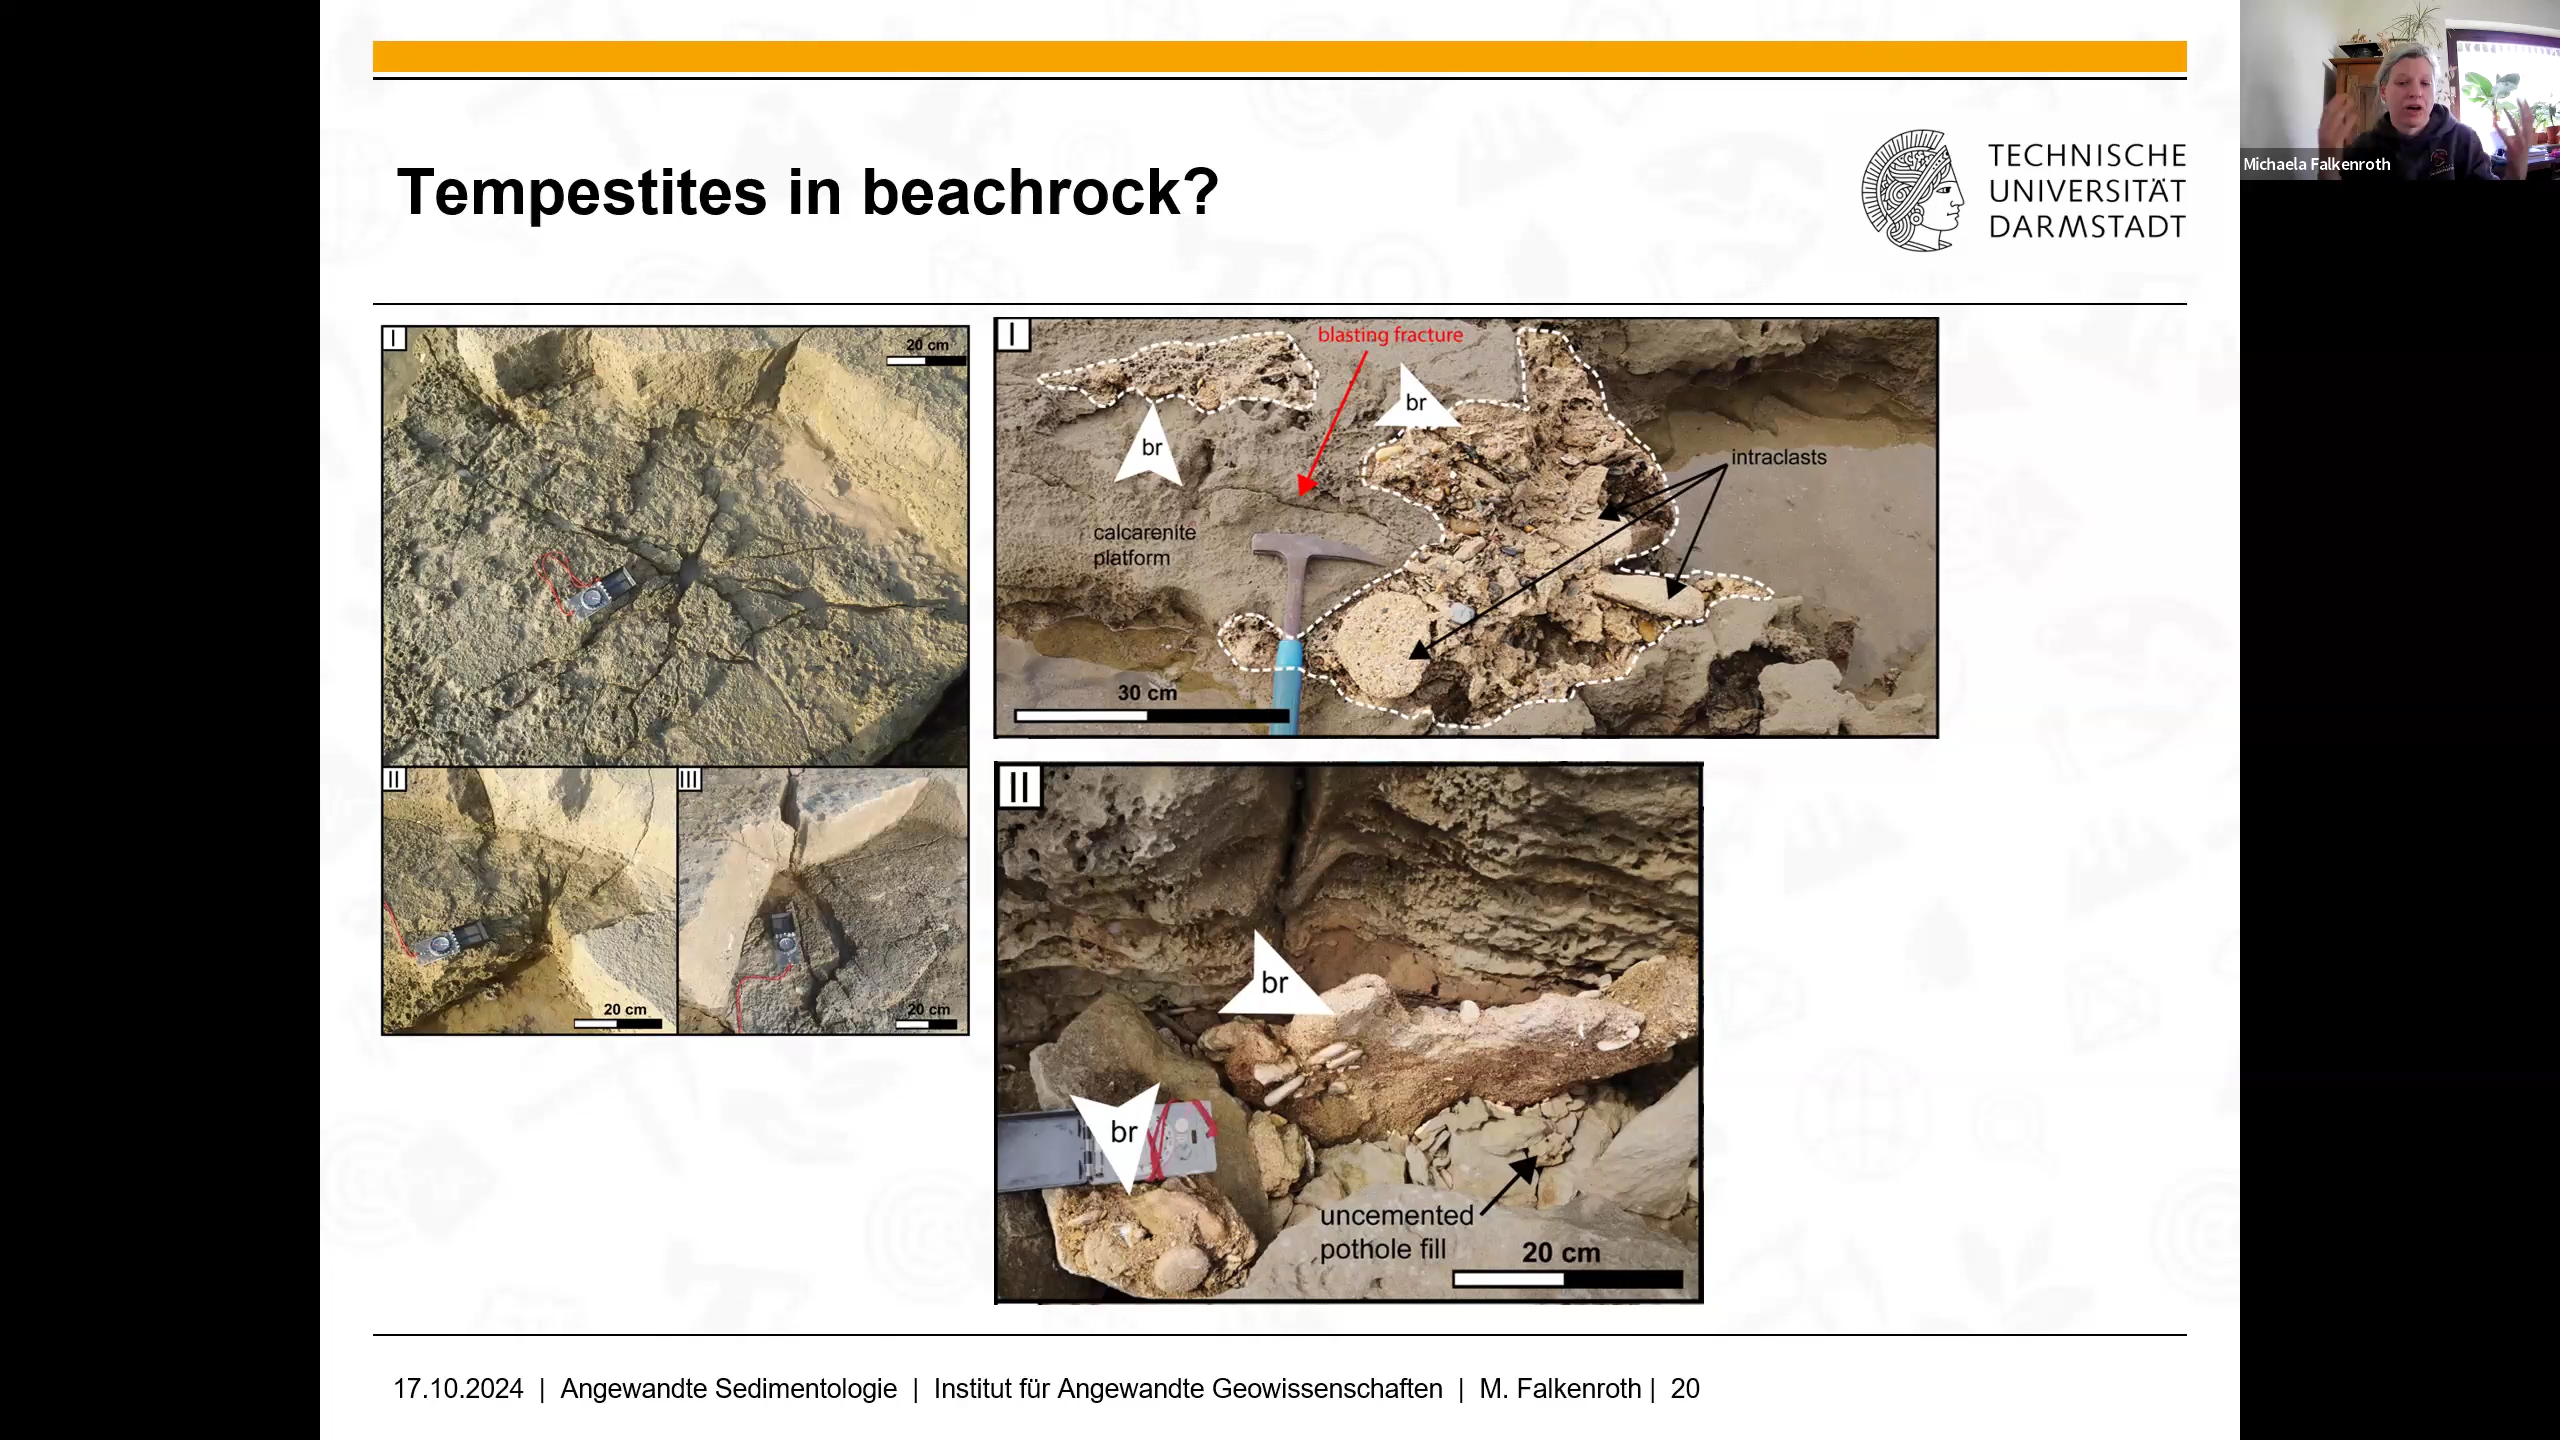 Tempestites in beachrock?
TECHNISCHE
UNIVERSITÄT
DARMSTADT
Michaela Falkenroth
I
20 cm
II
20 cm
III
20 cm
I
blasting fracture
br
br
intraclasts
calcarenite
platform
30 cm
II
br
br
uncemented
pothole fill
20 cm
17.10.2024 | Angewandte Sedimentologie | Institut für Angewandte Geowissenschaften | M. Falkenroth | 20